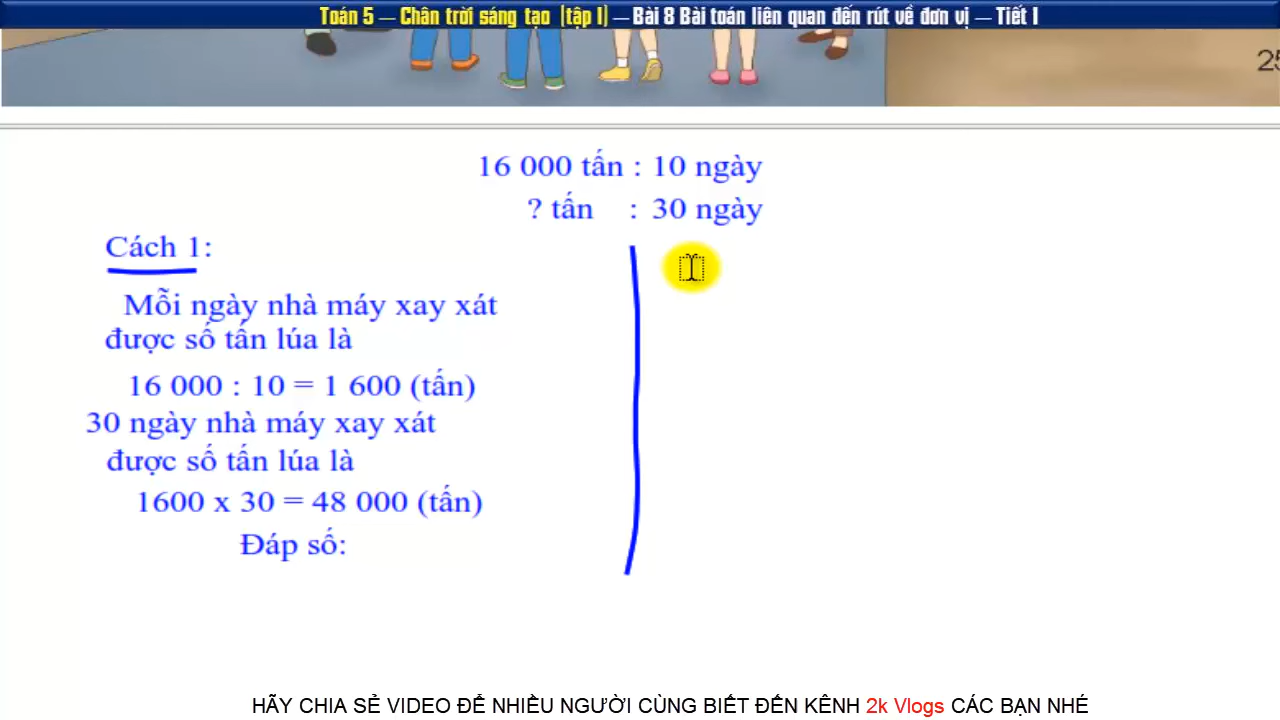 Toán 5 – Chân trời sáng tạo (tập 1) – Bài 8 Bài toán liên quan đến rút về đơn vị – Tiết 1
25
16 000 tấn : 10 ngày
? tấn : 30 ngày
Cách 1:
Mỗi ngày nhà máy xay xát
được số tấn lúa là
16 000 : 10 = 1 600 (tấn)
30 ngày nhà máy xay xát
được số tấn lúa là
1600 x 30 = 48 000 (tấn)
Đáp số:
HÃY CHIA SẺ VIDEO ĐỂ NHIỀU NGƯỜI CÙNG BIẾT ĐẾN KÊNH 2k Vlogs CÁC BẠN NHÉ